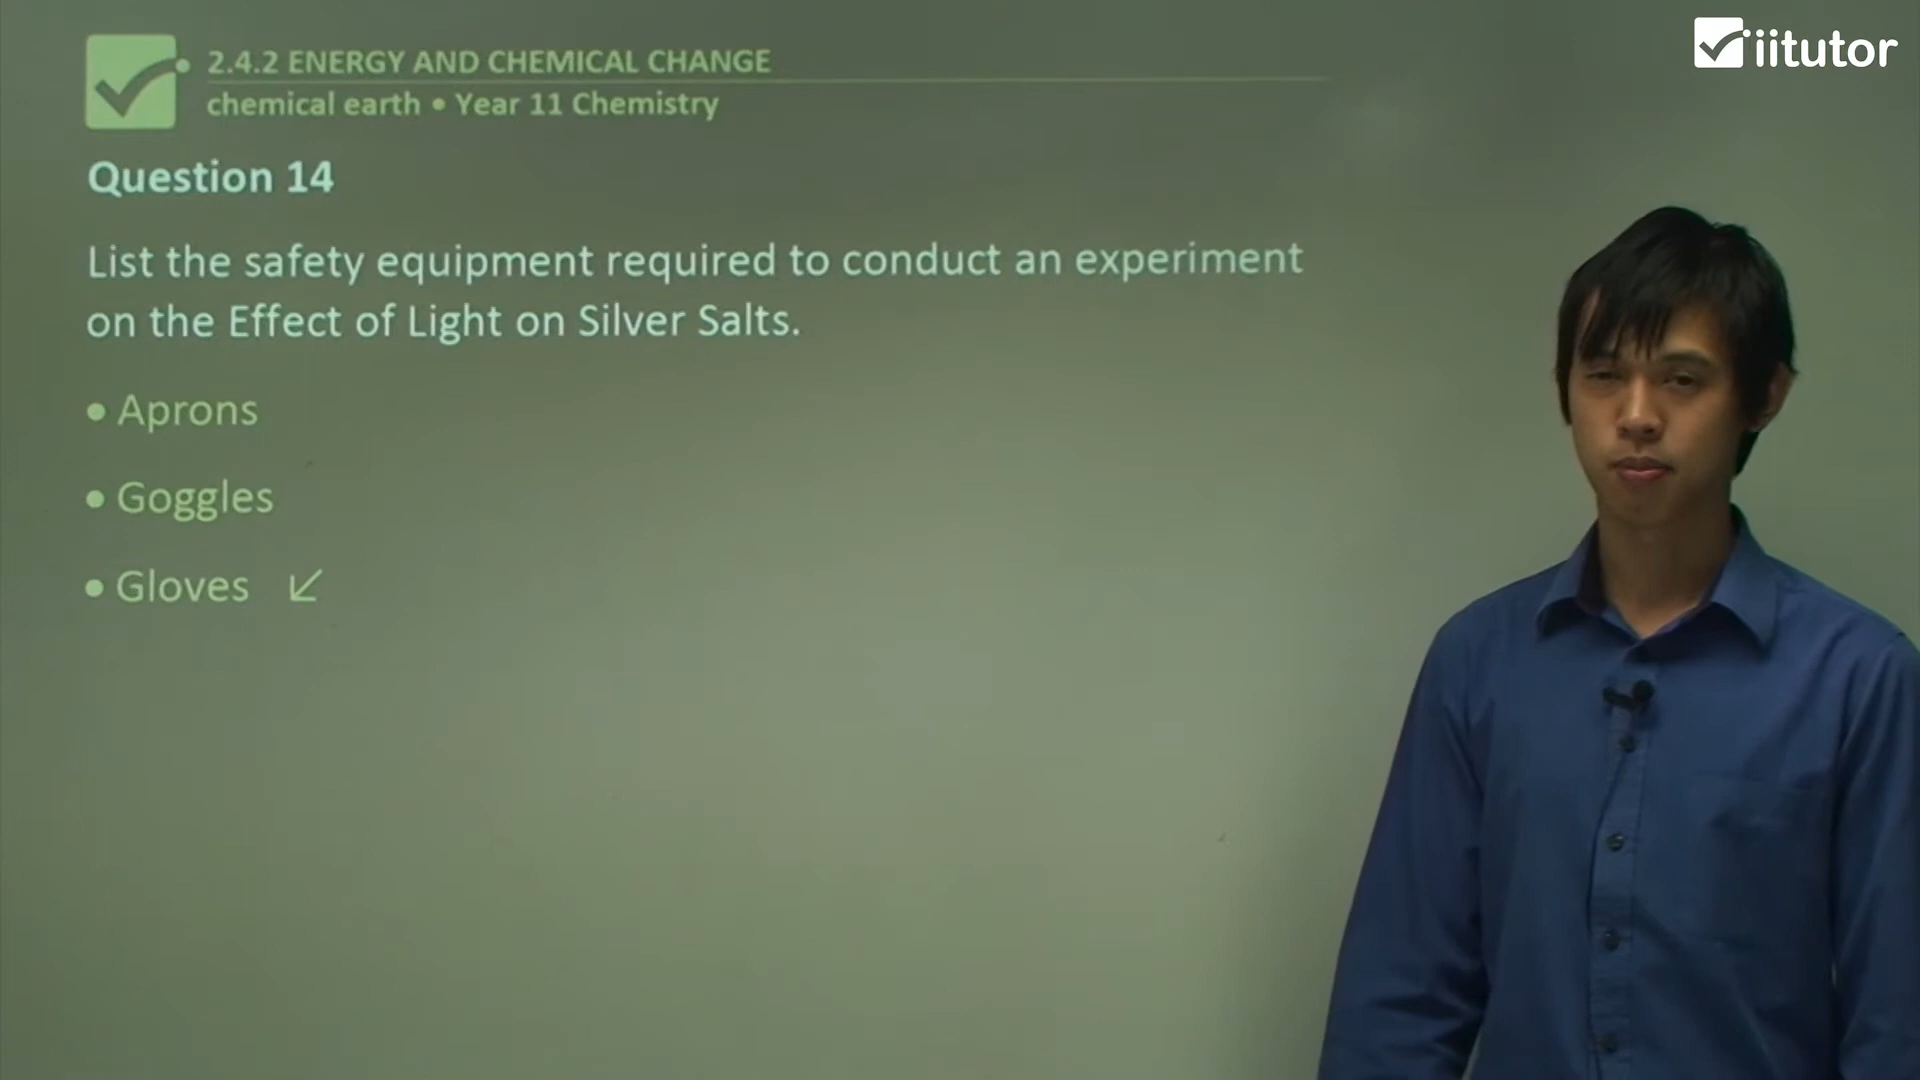 2.4.2 ENERGY AND CHEMICAL CHANGE
iitutor
chemical earth • Year 11 Chemistry
Question 14
List the safety equipment required to conduct an experiment
on the Effect of Light on Silver Salts.
• Aprons
• Goggles
• Gloves ↙